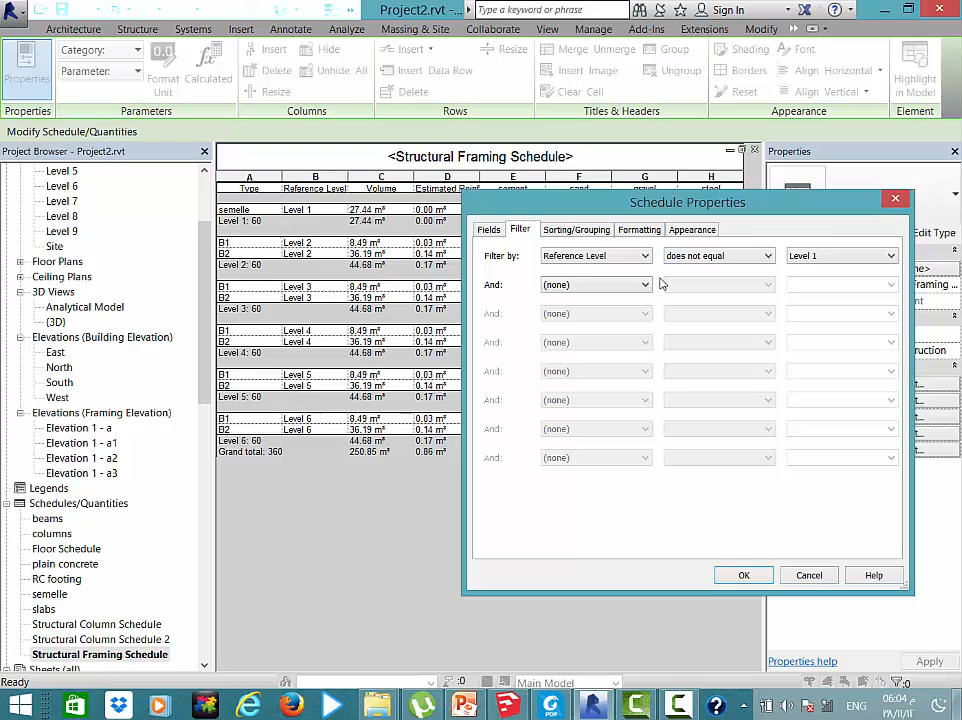 Project2.rvt -...
Type a keyword or phrase
Sign In
Architecture Structure Systems Insert Annotate Analyze Massing & Site Collaborate View Manage Add-Ins Extensions Modify
Properties
Category:
Parameter:
Format
Unit
Calculated
Insert
Delete
Resize
Hide
Unhide All
Insert
Insert Data Row
Delete
Resize
Merge Unmerge
Insert Image
Clear Cell
Group
Ungroup
Shading
Borders
Reset
Font
Align Horizontal
Align Vertical
Highlight
in Model
Properties Parameters Columns Rows Titles & Headers Appearance Element
Modify Schedule/Quantities
Project Browser - Project2.rvt
Level 5
Level 6
Level 7
Level 8
Level 9
Site
Floor Plans
Ceiling Plans
3D Views
Analytical Model
{3D}
Elevations (Building Elevation)
East
North
South
West
Elevations (Framing Elevation)
Elevation 1 - a
Elevation 1 - a1
Elevation 1 - a2
Elevation 1 - a3
Legends
Schedules/Quantities
beams
columns
Floor Schedule
plain concrete
RC footing
semelle
slabs
Structural Column Schedule
Structural Column Schedule 2
Structural Framing Schedule
Sheets (all)
<Structural Framing Schedule>
A B C D E F G H
Type Reference Level Volume Estimated Reinf cement sand gravel steel
semelle Level 1 27.44 m³ 0.00 m³
Level 1: 60 27.44 m³ 0.00 m³
B1 Level 2 8.49 m³ 0.03 m³
B2 Level 2 36.19 m³ 0.14 m³
Level 2: 60 44.68 m³ 0.17 m³
B1 Level 3 8.49 m³ 0.03 m³
B2 Level 3 36.19 m³ 0.14 m³
Level 3: 60 44.68 m³ 0.17 m³
B1 Level 4 8.49 m³ 0.03 m³
B2 Level 4 36.19 m³ 0.14 m³
Level 4: 60 44.68 m³ 0.17 m³
B1 Level 5 8.49 m³ 0.03 m³
B2 Level 5 36.19 m³ 0.14 m³
Level 5: 60 44.68 m³ 0.17 m³
B1 Level 6 8.49 m³ 0.03 m³
B2 Level 6 36.19 m³ 0.14 m³
Level 6: 60 44.68 m³ 0.17 m³
Grand total: 360 250.85 m³ 0.86 m³
Schedule Properties
Fields Filter Sorting/Grouping Formatting Appearance
Filter by: Reference Level does not equal Level 1
And: (none)
And: (none)
And: (none)
And: (none)
And: (none)
And: (none)
And: (none)
OK Cancel Help
Properties
dit Type
ne>
Framing ...
nt
ruction
t...
t...
t...
t...
t...
Properties help
Apply
Ready
:0
Main Model
:0
PDF
ENG
م 06:04